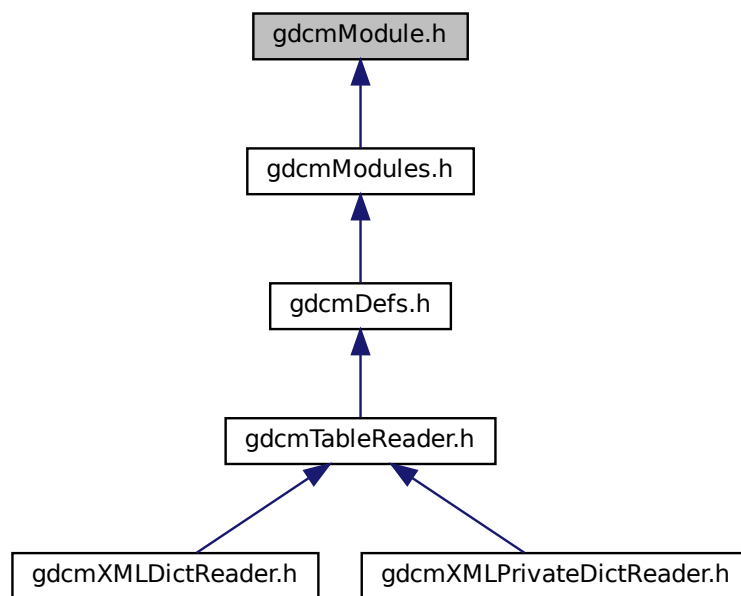 gdcmModule.h
gdcmModules.h
gdcmDefs.h
gdcmTableReader.h
gdcmXMLDictReader.h
gdcmXMLPrivateDictReader.h